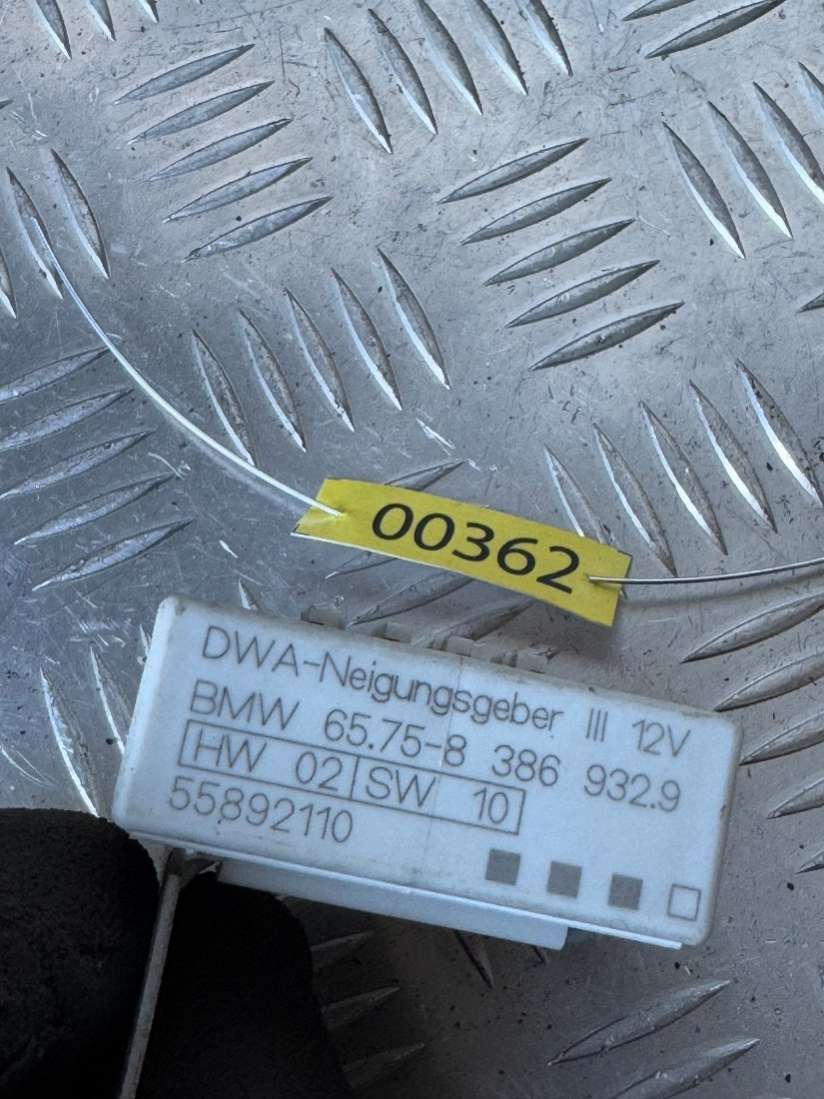 00362
DWA-Neigungsgeber III 12V
BMW 65.75-8 386 932.9
HW 02 SW 10
55892110